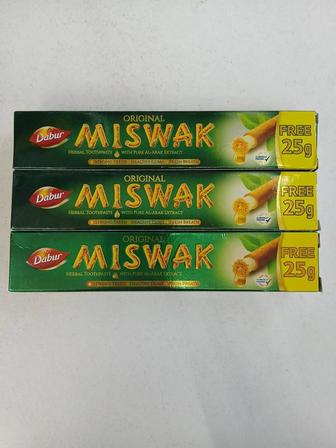 ORIGINAL
Dabur MISWAK FREE
HERBAL TOOTHPASTE WITH PURE AL-ARAK EXTRACT 25g
STRONG TEETH HEALTHY GUMS FRESH BREATH
ORIGINAL
Dabur MISWAK FREE
HERBAL TOOTHPASTE WITH PURE AL-ARAK EXTRACT 25g
STRONG TEETH HEALTHY GUMS FRESH BREATH
ORIGINAL
Dabur MISWAK FREE
HERBAL TOOTHPASTE WITH PURE AL-ARAK EXTRACT 25g
STRONG TEETH HEALTHY GUMS FRESH BREATH